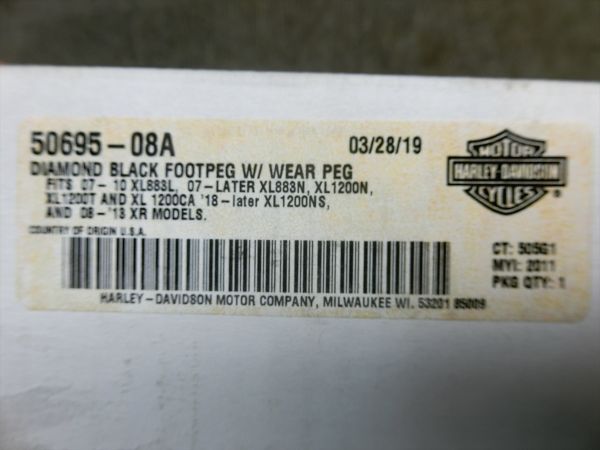 50695-08A 03/28/19
DIAMOND BLACK FOOTPEG W/ WEAR PEG
FITS 07- 10 XL883L, 07-LATER XL883N, XL1200N,
XL1200T AND XL 1200CA '18-later XL1200NS,
AND 08-'13 XR MODELS.
COUNTRY OF ORIGIN U.S.A.
MOTOR
HARLEY-DAVIDSON
CYCLES
®
CT: 505G1
MYI: 2011
PKG QTY: 1
HARLEY-DAVIDSON MOTOR COMPANY, MILWAUKEE WI. 53201 85009